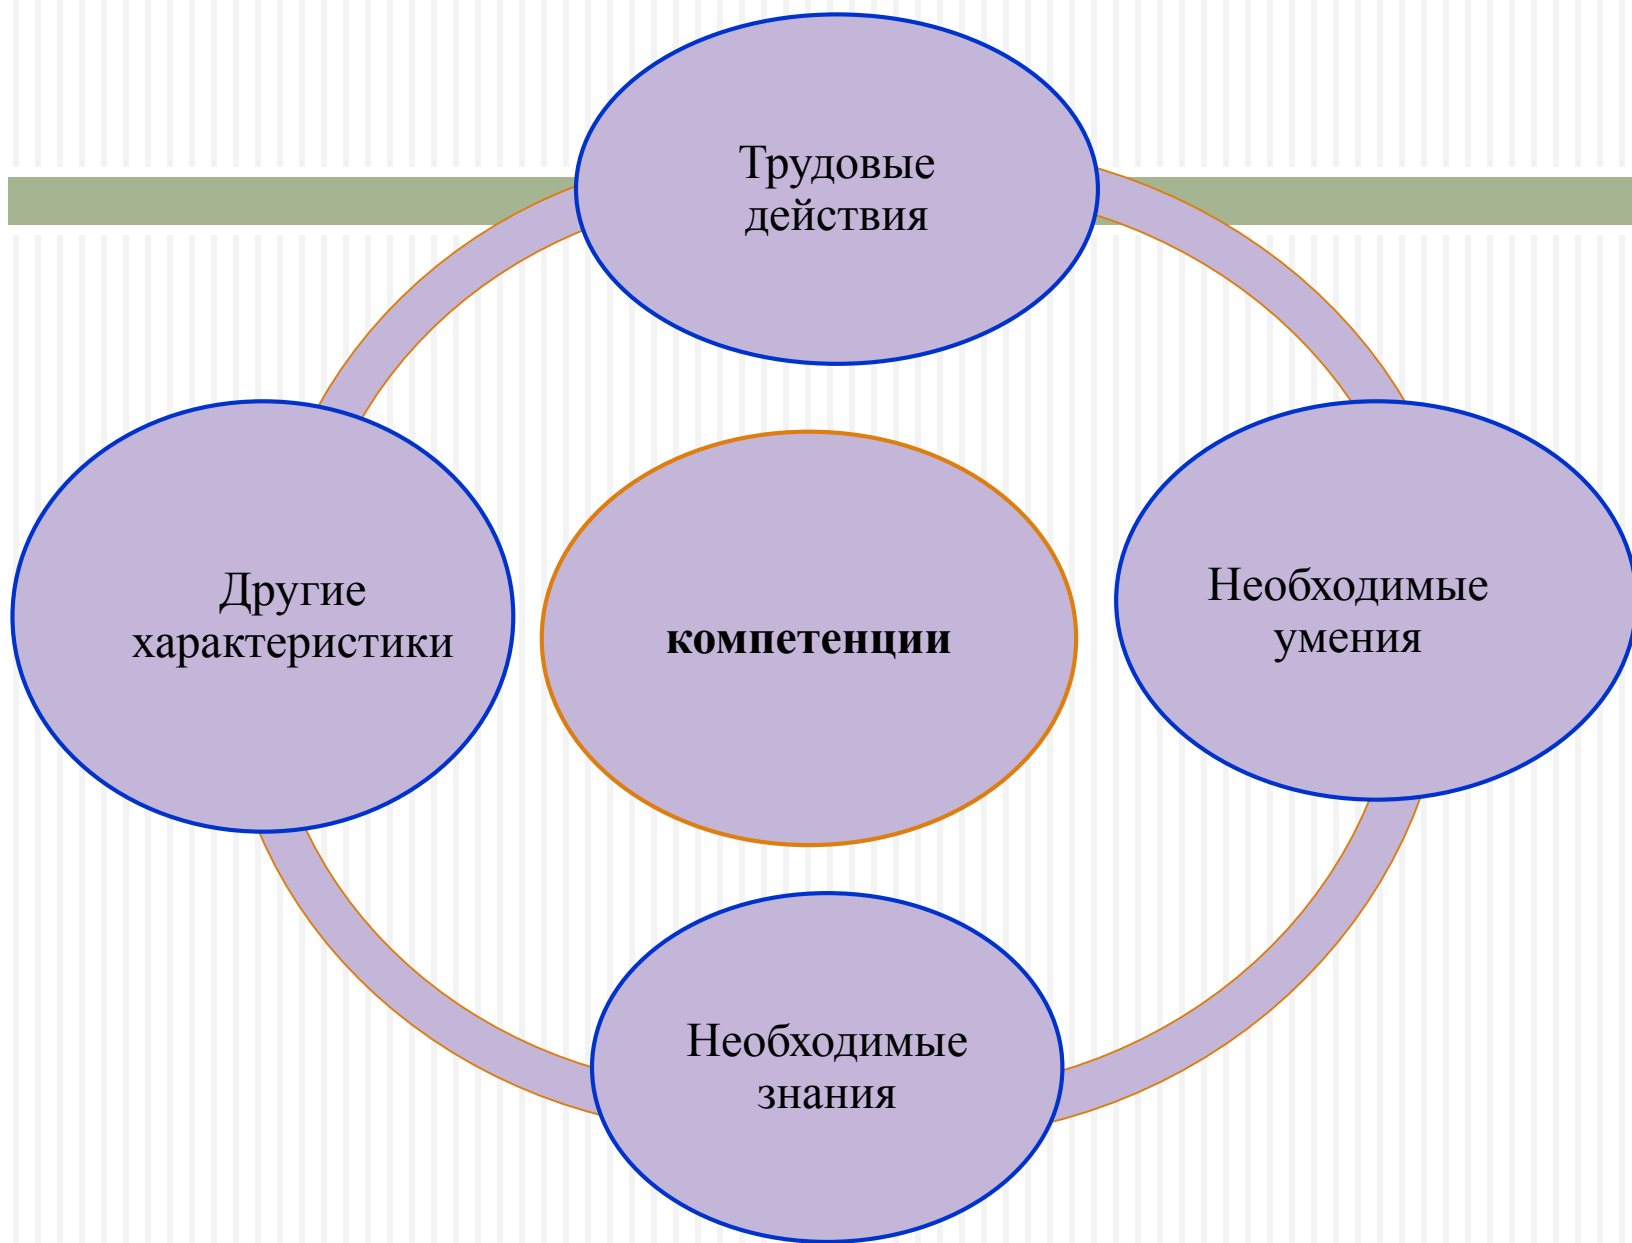 Трудовые
действия
Другие
характеристики
компетенции
Необходимые
умения
Необходимые
знания